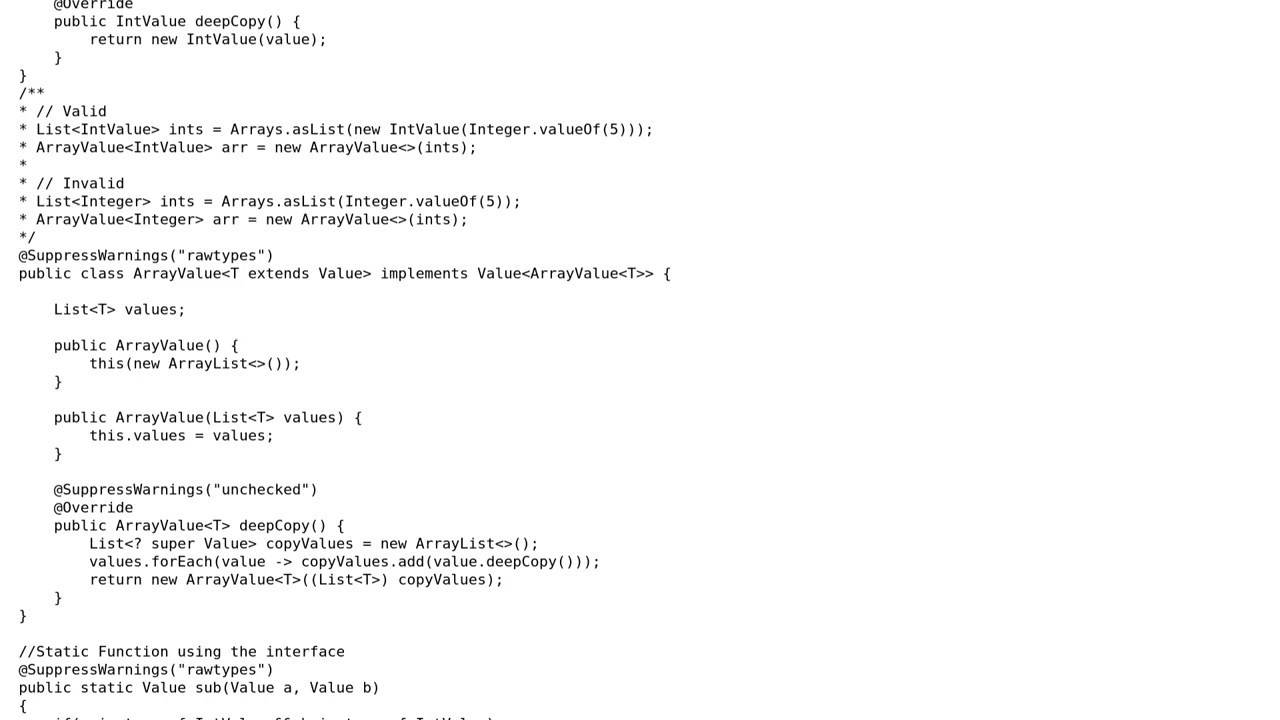 @Override
    public IntValue deepCopy() {
        return new IntValue(value);
    }
}
/**
* // Valid
* List<IntValue> ints = Arrays.asList(new IntValue(Integer.valueOf(5)));
* ArrayValue<IntValue> arr = new ArrayValue<>(ints);
*
* // Invalid
* List<Integer> ints = Arrays.asList(Integer.valueOf(5));
* ArrayValue<Integer> arr = new ArrayValue<>(ints);
*/
@SuppressWarnings("rawtypes")
public class ArrayValue<T extends Value> implements Value<ArrayValue<T>> {

    List<T> values;

    public ArrayValue() {
        this(new ArrayList<>());
    }

    public ArrayValue(List<T> values) {
        this.values = values;
    }

    @SuppressWarnings("unchecked")
    @Override
    public ArrayValue<T> deepCopy() {
        List<? super Value> copyValues = new ArrayList<>();
        values.forEach(value -> copyValues.add(value.deepCopy()));
        return new ArrayValue<T>((List<T>) copyValues);
    }
}

//Static Function using the interface
@SuppressWarnings("rawtypes")
public static Value sub(Value a, Value b)
{